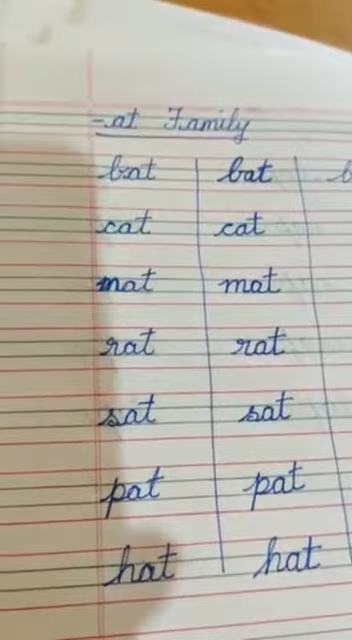 -at Family
bat bat b
cat cat
mat mat
rat rat
sat sat
pat pat
hat hat